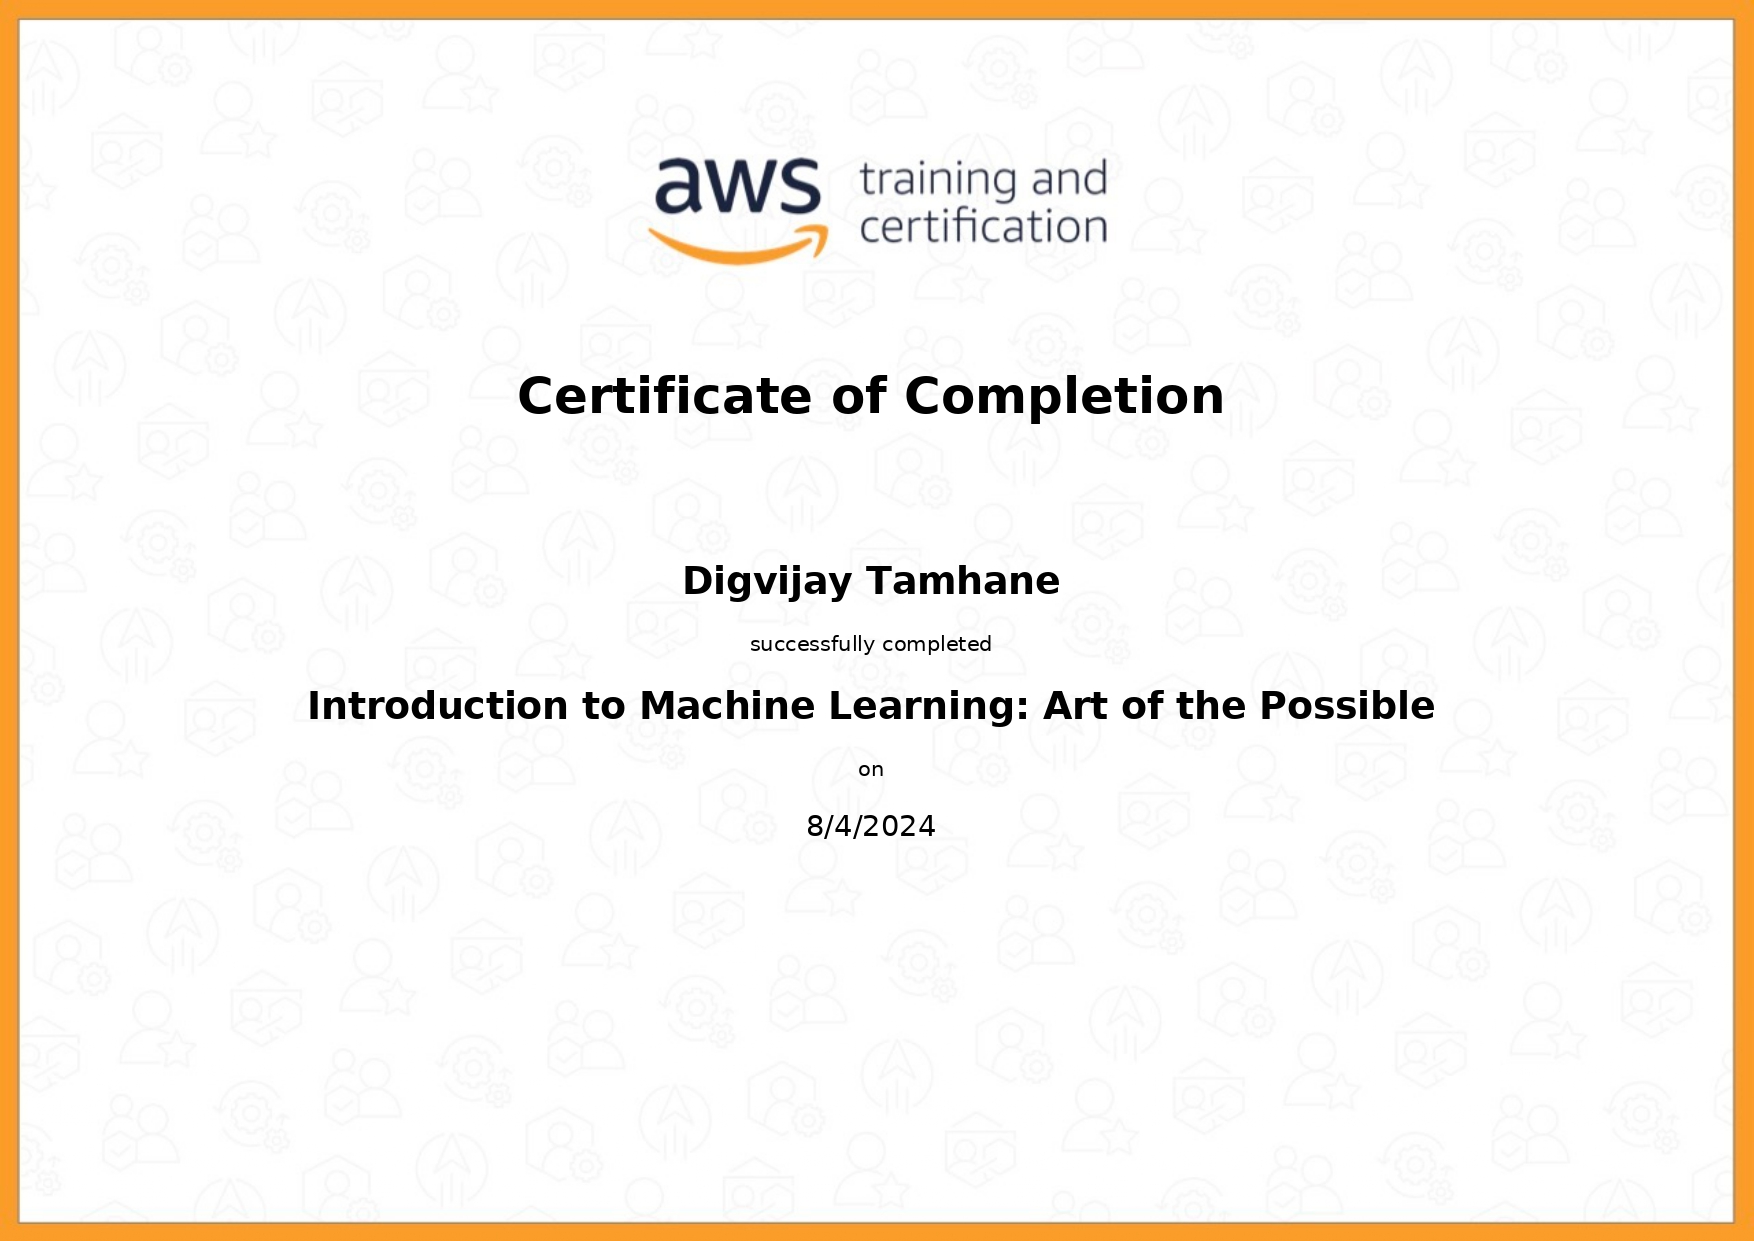 aws training and
certification
Certificate of Completion
Digvijay Tamhane
successfully completed
Introduction to Machine Learning: Art of the Possible
on
8/4/2024